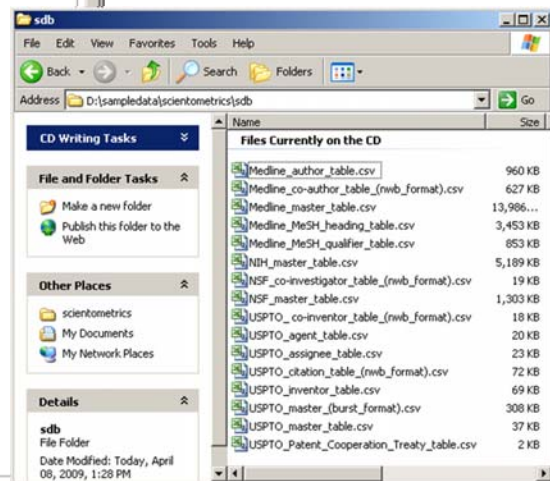 sdb
File Edit View Favorites Tools Help
Back Search Folders
Address D:\sampledata\scientometrics\sdb Go
CD Writing Tasks
File and Folder Tasks
Make a new folder
Publish this folder to the
Web
Other Places
scientometrics
My Documents
My Network Places
Details
sdb
File Folder
Date Modified: Today, April
08, 2009, 1:28 PM
Name Size
Files Currently on the CD
Medline_author_table.csv 960 KB
Medline_co-author_table_(nwb_format).csv 627 KB
Medline_master_table.csv 13,986...
Medline_MeSH_heading_table.csv 3,453 KB
Medline_MeSH_qualifier_table.csv 853 KB
NIH_master_table.csv 5,189 KB
NSF_co-investigator_table_(nwb_format).csv 19 KB
NSF_master_table.csv 1,303 KB
USPTO_co-inventor_table_(nwb_format).csv 18 KB
USPTO_agent_table.csv 20 KB
USPTO_assignee_table.csv 23 KB
USPTO_citation_table_(nwb_format).csv 72 KB
USPTO_inventor_table.csv 69 KB
USPTO_master_(burst_format).csv 308 KB
USPTO_master_table.csv 37 KB
USPTO_Patent_Cooperation_Treaty_table.csv 2 KB